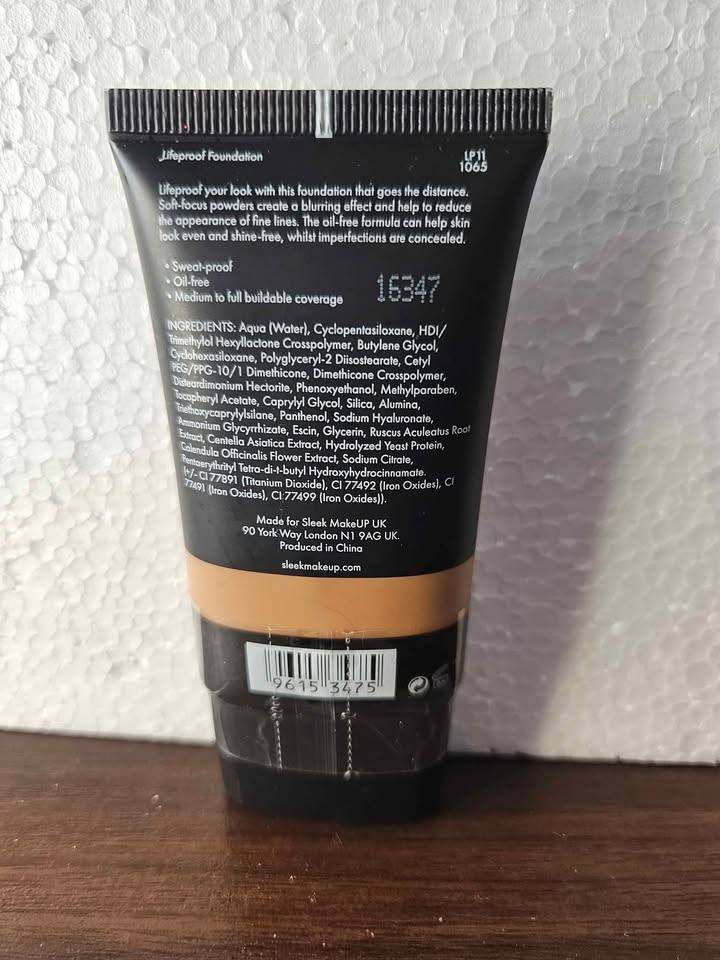 Lifeproof Foundation
LP11
1065
Lifeproof your look with this foundation that goes the distance.
Soft-focus powders create a blurring effect and help to reduce
the appearance of fine lines. The oil-free formula can help skin
look even and shine-free, whilst imperfections are concealed.
• Sweat-proof
• Oil-free
• Medium to full buildable coverage
16347
INGREDIENTS: Aqua (Water), Cyclopentasiloxane, HDI/
Trimethylol Hexyllactone Crosspolymer, Butylene Glycol,
Cyclohexasiloxane, Polyglyceryl-2 Diisostearate, Cetyl
PEG/PPG-10/1 Dimethicone, Dimethicone Crosspolymer,
Disteardimonium Hectorite, Phenoxyethanol, Methylparaben,
Tocopheryl Acetate, Caprylyl Glycol, Silica, Alumina,
Triethoxycaprylylsilane, Panthenol, Sodium Hyaluronate,
Ammonium Glycyrrhizate, Escin, Glycerin, Ruscus Aculeatus Root
Extract, Centella Asiatica Extract, Hydrolyzed Yeast Protein,
Calendula Officinalis Flower Extract, Sodium Citrate,
Pentaerythrityl Tetra-di-t-butyl Hydroxyhydrocinnamate.
(+/- CI 77891 (Titanium Dioxide), CI 77492 (Iron Oxides), CI
77491 (Iron Oxides), CI 77499 (Iron Oxides)).
Made for Sleek MakeUP UK
90 York Way London N1 9AG UK.
Produced in China
sleekmakeup.com
9615 3475